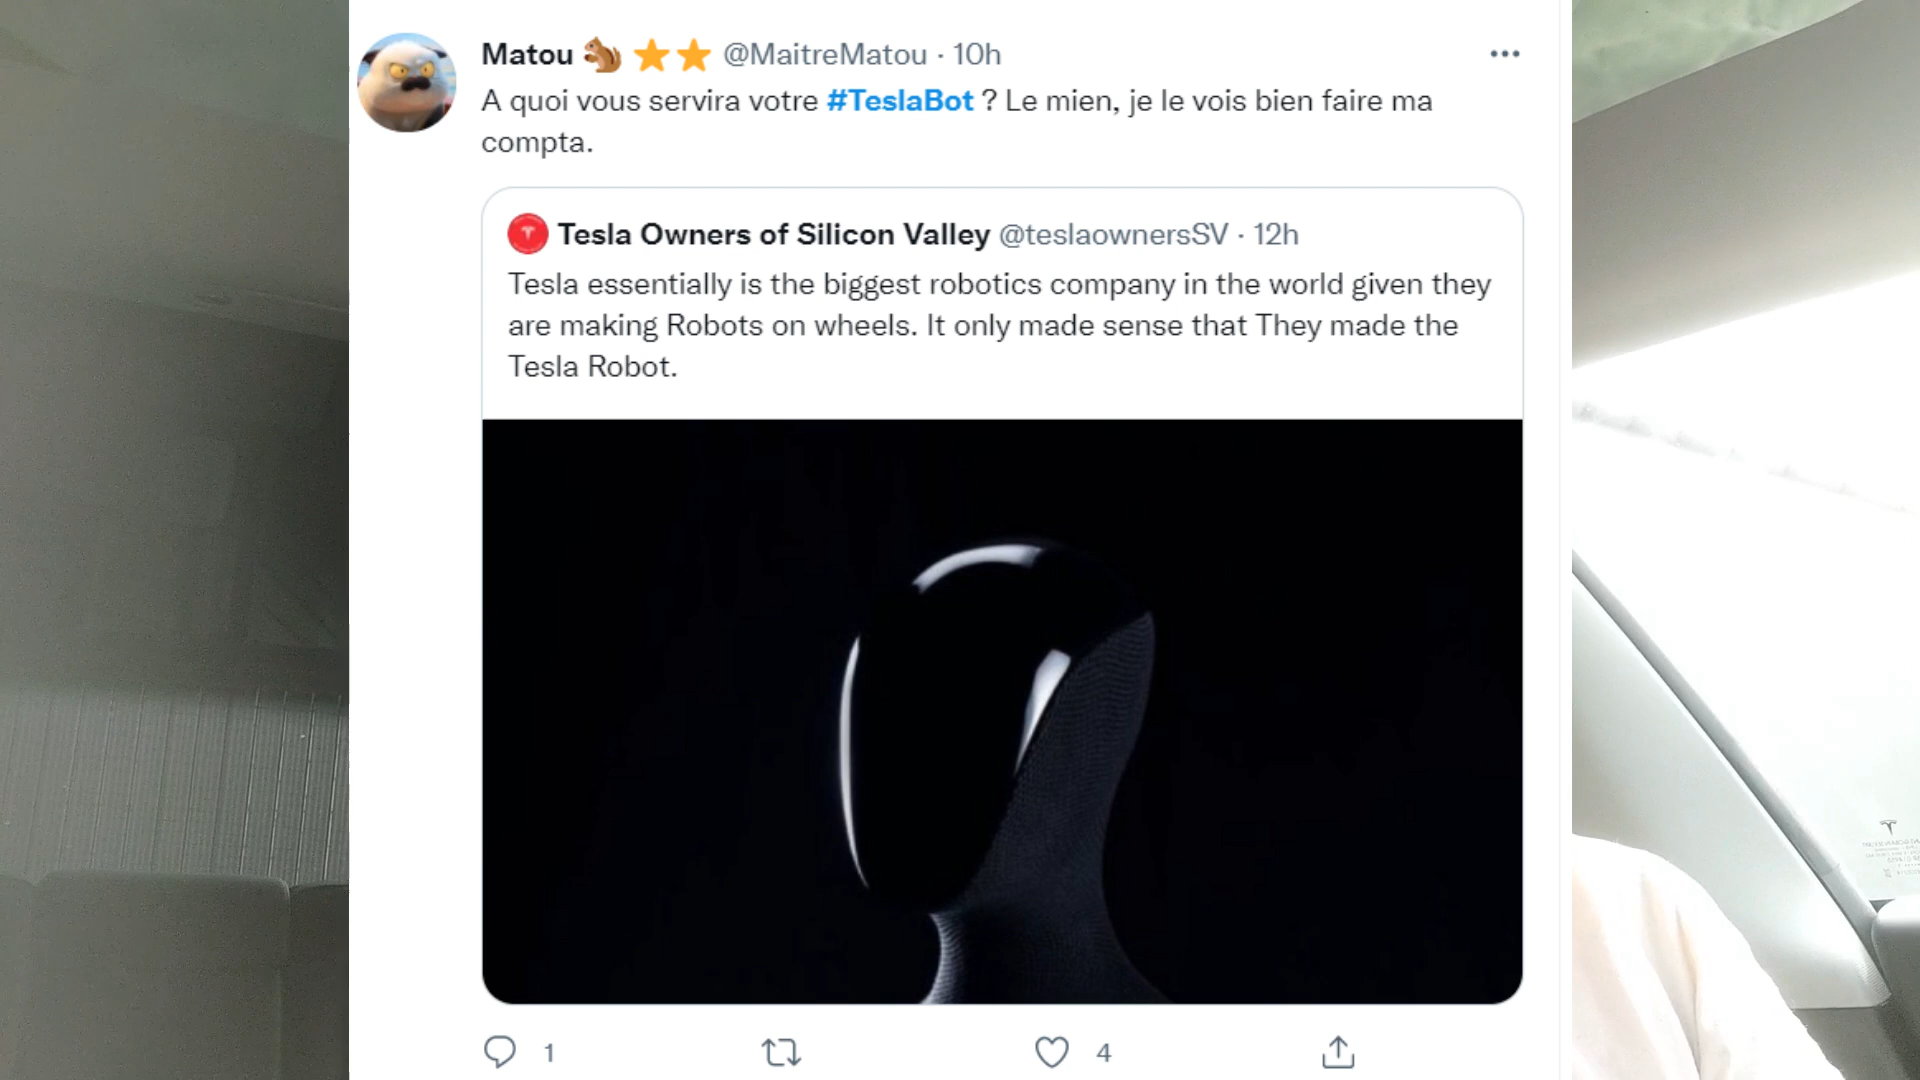 Matou 🐿️ ⭐⭐ @MaitreMatou · 10h
A quoi vous servira votre #TeslaBot ? Le mien, je le vois bien faire ma
compta.
Tesla Owners of Silicon Valley @teslaownersSV · 12h
Tesla essentially is the biggest robotics company in the world given they
are making Robots on wheels. It only made sense that They made the
Tesla Robot.
1
4